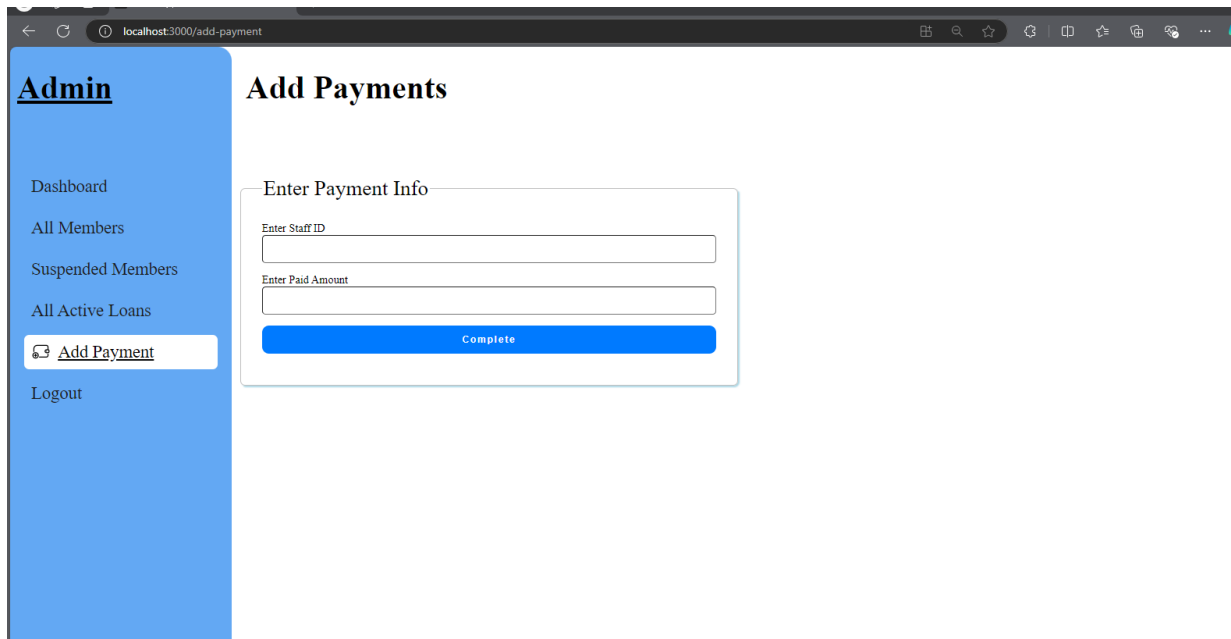 localhost:3000/add-payment
Admin
Dashboard
All Members
Suspended Members
All Active Loans
Add Payment
Logout
Add Payments
Enter Payment Info
Enter Staff ID
Enter Paid Amount
Complete